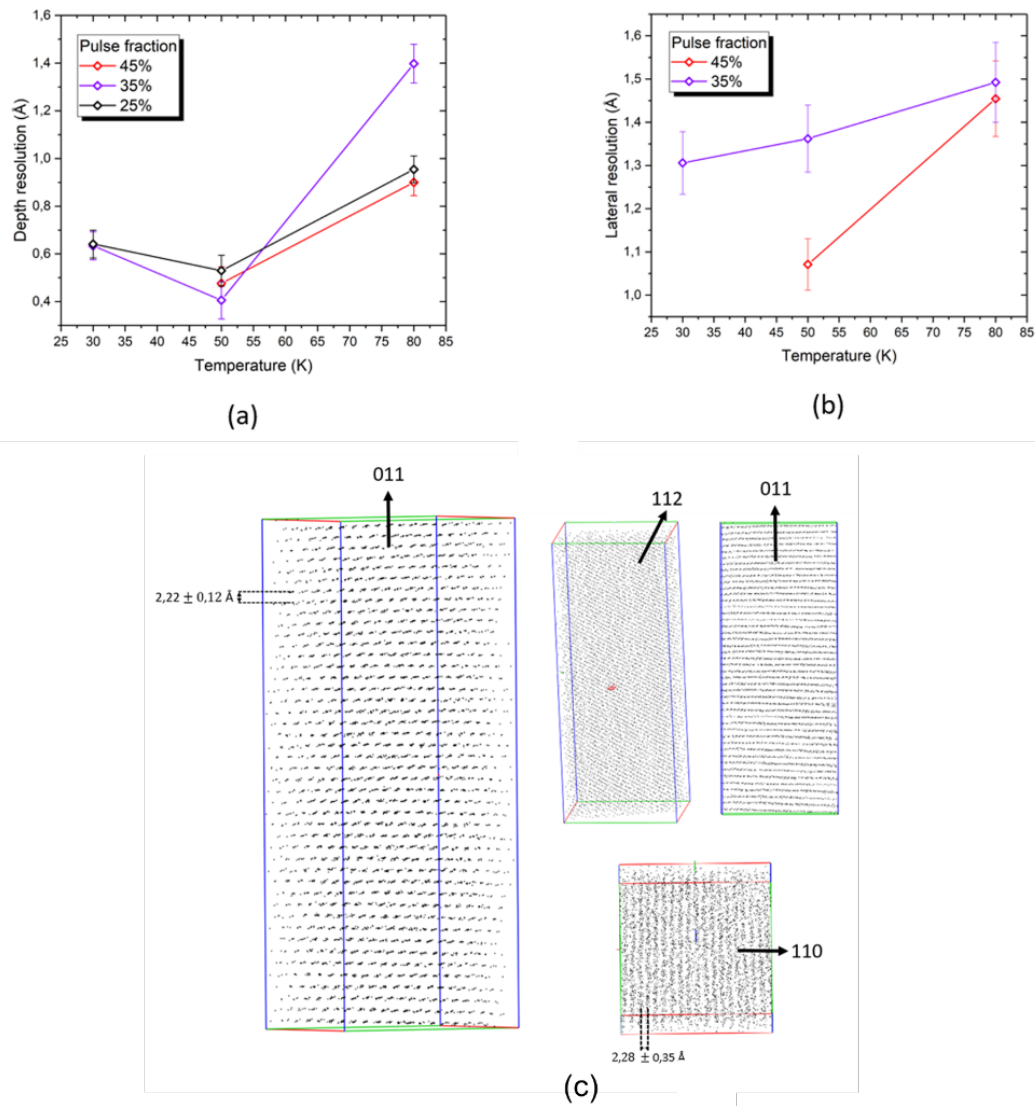 1,6
1,4
1,2
1,0
0,8
0,6
0,4
Depth resolution (Å)
Pulse fraction
45%
35%
25%
25 30 35 40 45 50 55 60 65 70 75 80 85
Temperature (K)
(a)
1,6
1,5
1,4
1,3
1,2
1,1
1,0
Lateral resolution (Å)
Pulse fraction
45%
35%
25 30 35 40 45 50 55 60 65 70 75 80 85
Temperature (K)
(b)
011
2,22 ± 0,12 Å
112
011
110
2,28 ± 0,35 Å
(c)